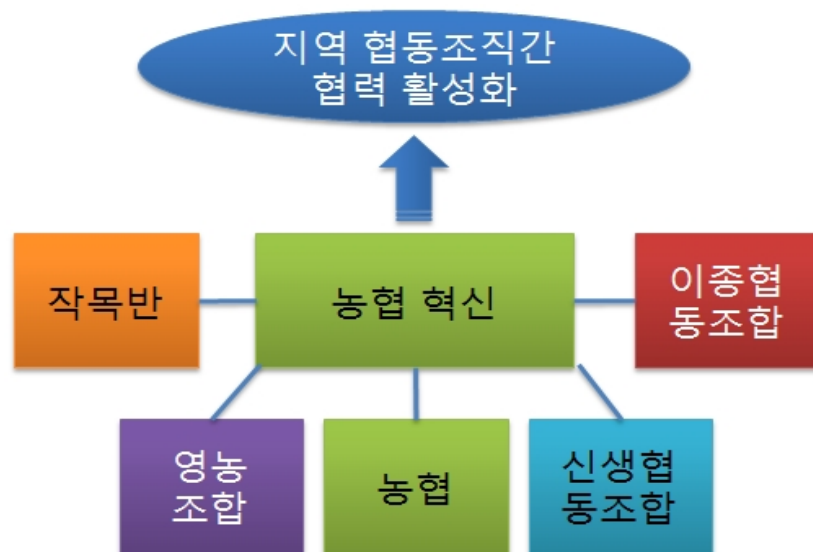 지역 협동조직간
협력 활성화
작목반
농협 혁신
이종협
동조합
영농
조합
농협
신생협
동조합